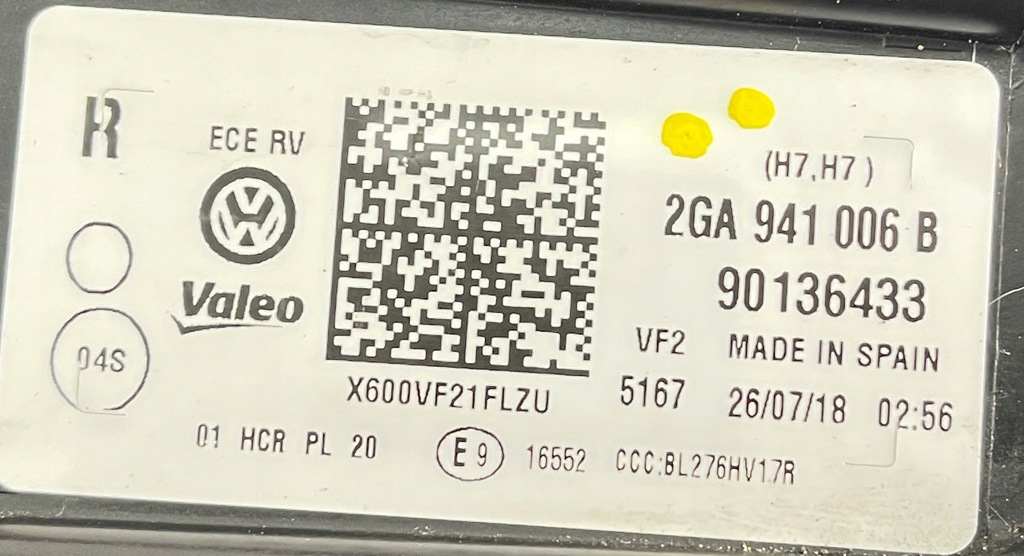 R
ECE RV
(H7,H7 )
2GA 941 006 B
Valeo
90136433
VF2 MADE IN SPAIN
04S
X600VF21FLZU
5167 26/07/18 02:56
01 HCR PL 20
E 9 16552 CCC:BL276HV17R